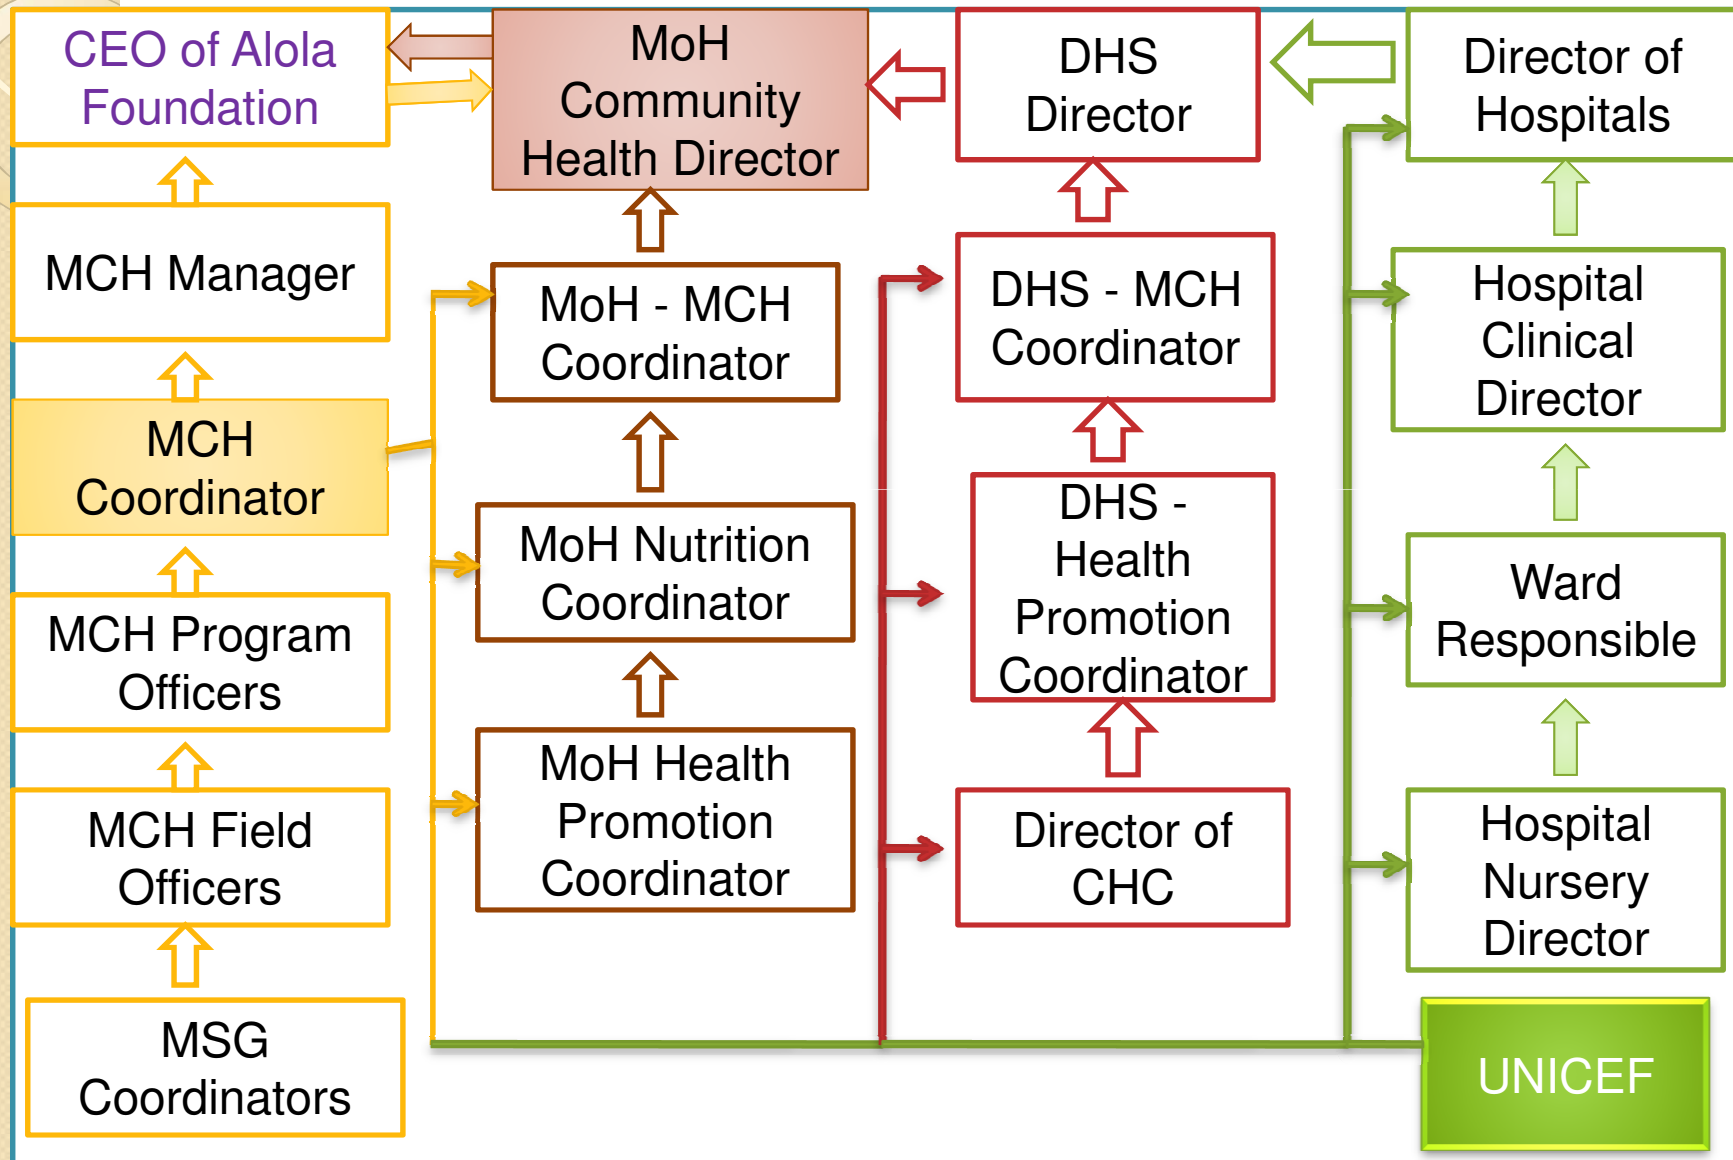 CEO of Alola
Foundation
MCH Manager
MCH
Coordinator
MCH Program
Officers
MCH Field
Officers
MSG
Coordinators
MoH
Community
Health Director
MoH - MCH
Coordinator
MoH Nutrition
Coordinator
MoH Health
Promotion
Coordinator
DHS
Director
DHS - MCH
Coordinator
DHS -
Health
Promotion
Coordinator
Director of
CHC
Director of
Hospitals
Hospital
Clinical
Director
Ward
Responsible
Hospital
Nursery
Director
UNICEF